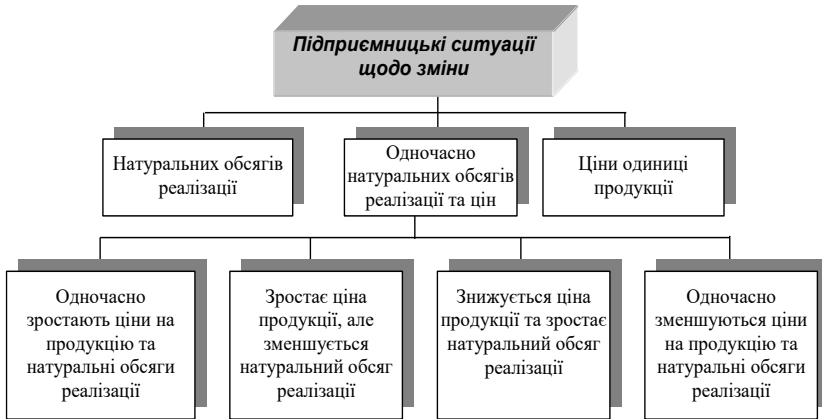 Підприємницькі ситуації
щодо зміни
Натуральних обсягів
реалізації
Одночасно
натуральних обсягів
реалізації та цін
Ціни одиниці
продукції
Одночасно
зростають ціни на
продукцію та
натуральні обсяги
реалізації
Зростає ціна
продукції, але
зменшується
натуральний обсяг
реалізації
Знижується ціна
продукції та зростає
натуральний обсяг
реалізації
Одночасно
зменшуються ціни
на продукцію та
натуральні обсяги
реалізації